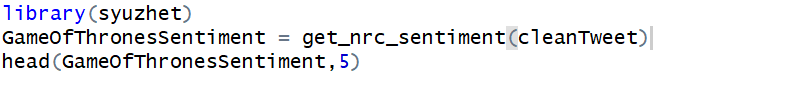 library(syuzhet)
GameOfThronesSentiment = get_nrc_sentiment(cleanTweet)
head(GameOfThronesSentiment,5)